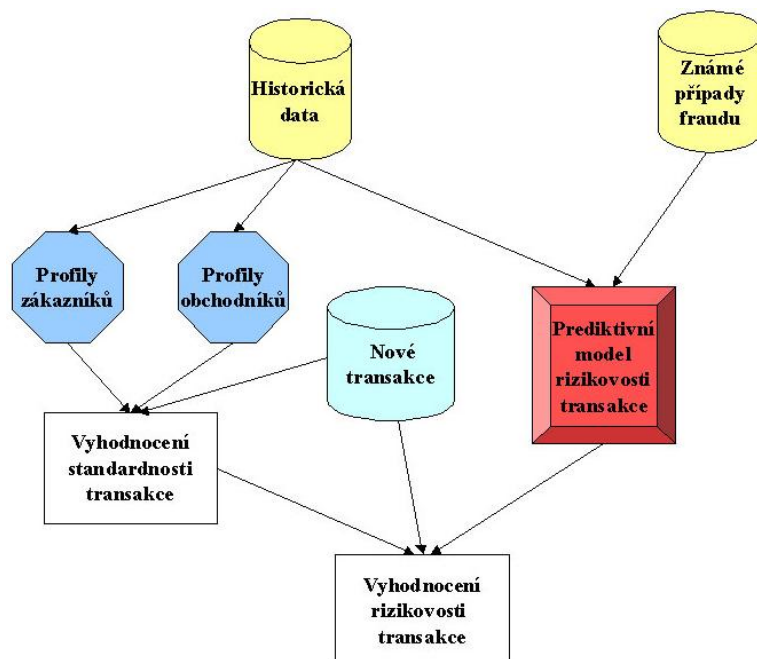 Historická
data
Známé
případy
fraudu
Profily
zákazníků
Profily
obchodníků
Nové
transakce
Prediktivní
model
rizikovosti
transakce
Vyhodnocení
standardnosti
transakce
Vyhodnocení
rizikovosti
transakce